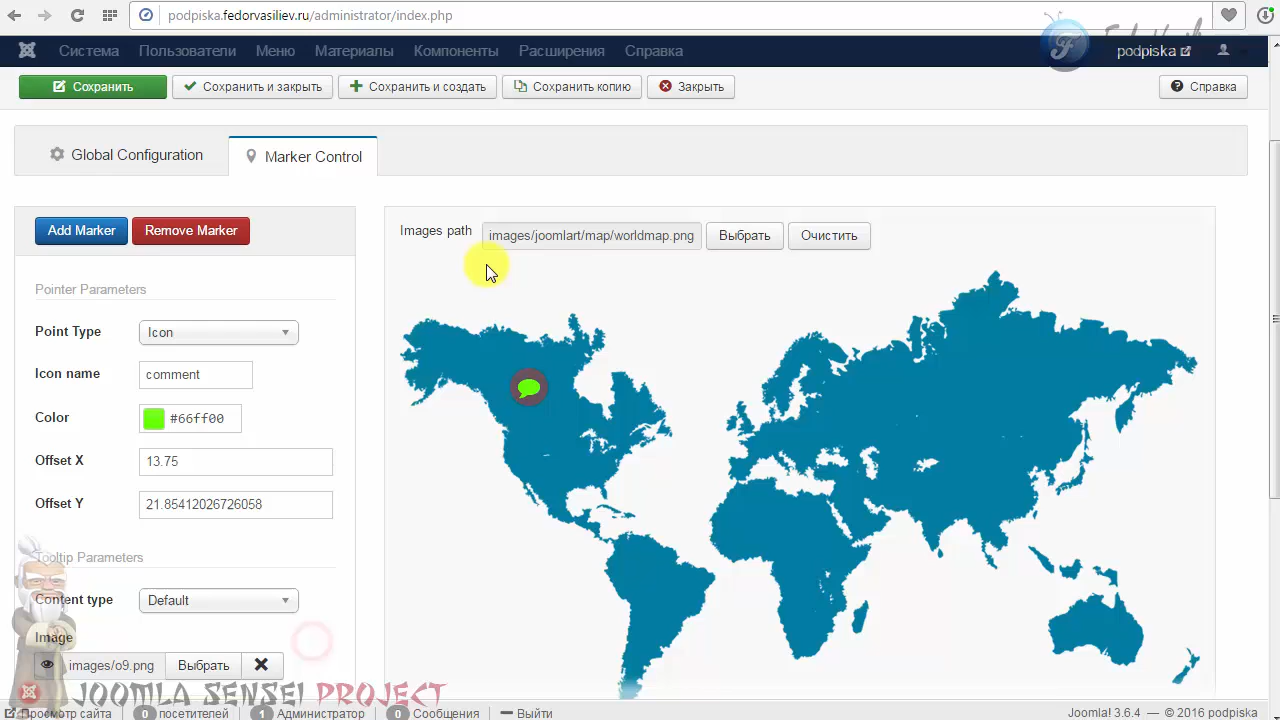 podpiska.fedorvasiliev.ru/administrator/index.php
Система Пользователи Меню Материалы Компоненты Расширения Справка podpiska
Сохранить Сохранить и закрыть Сохранить и создать Сохранить копию Закрыть Справка
Global Configuration Marker Control
Add Marker Remove Marker
Images path images/joomlart/map/worldmap.png Выбрать Очистить
Pointer Parameters
Point Type Icon
Icon name comment
Color #66ff00
Offset X 13.75
Offset Y 21.85412026726058
Tooltip Parameters
Content type Default
Image
images/o9.png Выбрать
JOOMLA SENSEI PROJECT
Просмотр сайта 0 посетителей 1 Администратор 0 Сообщения Выйти Joomla! 3.6.4 — © 2016 podpiska